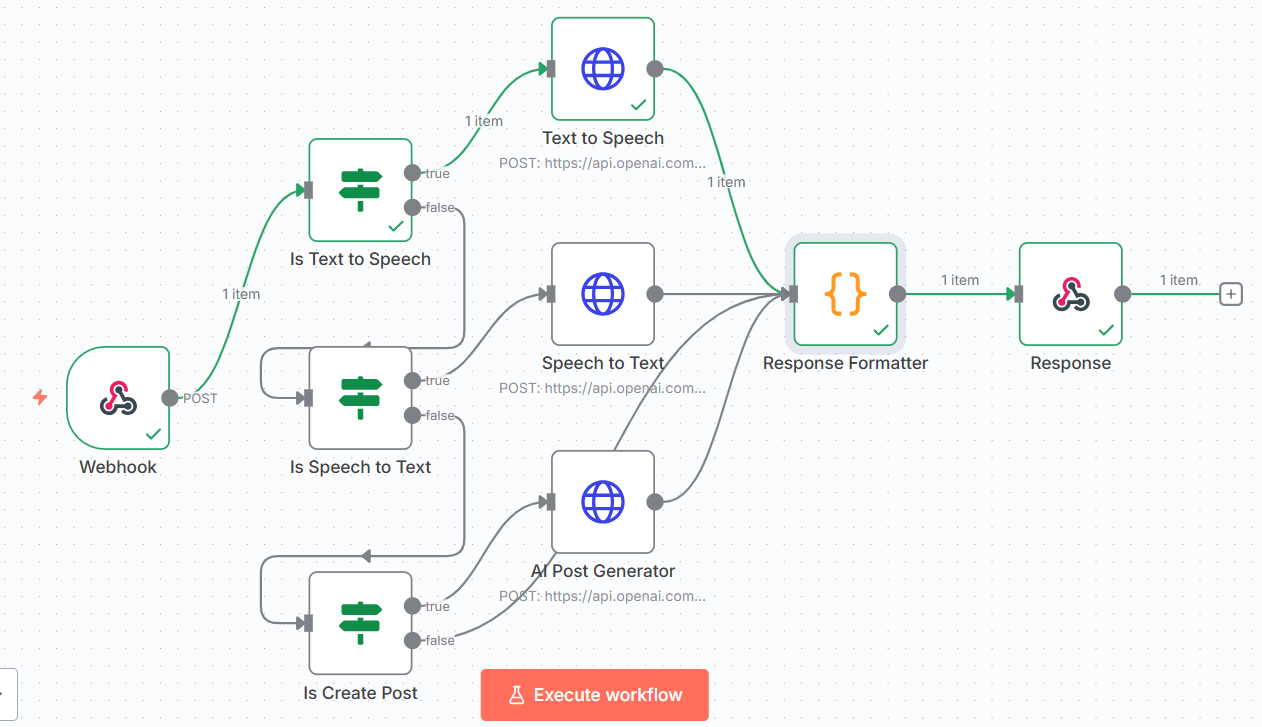 1 item
Text to Speech
POST: https://api.openai.com...
true
false
Is Text to Speech
1 item
1 item
POST
Webhook
true
false
Is Speech to Text
Speech to Text
POST: https://api.openai.com...
Response Formatter
1 item
Response
1 item
AI Post Generator
POST: https://api.openai.com...
true
false
Is Create Post
Execute workflow